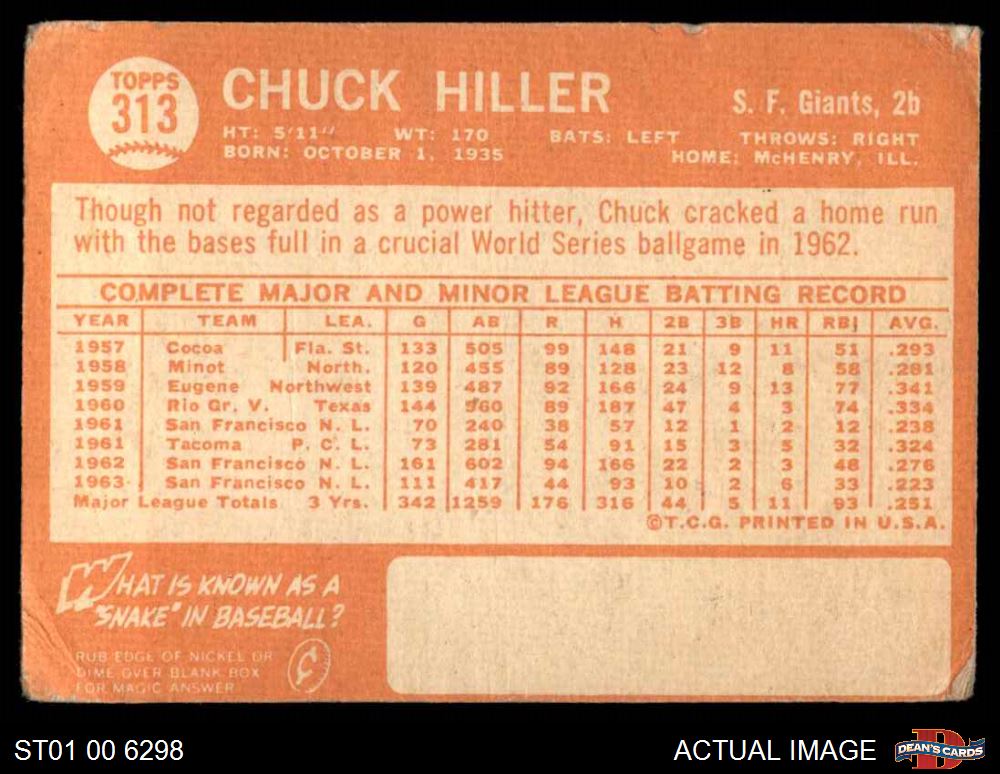 TOPPS
313
CHUCK HILLER
S. F. Giants, 2b
HT: 5'11" WT: 170 BATS: LEFT THROWS: RIGHT
BORN: OCTOBER 1, 1935 HOME: McHENRY, ILL.
Though not regarded as a power hitter, Chuck cracked a home run
with the bases full in a crucial World Series ballgame in 1962.
COMPLETE MAJOR AND MINOR LEAGUE BATTING RECORD
YEAR TEAM LEA. G AB R H 2B 3B HR RBI AVG.
1957 Cocoa Fla. St. 133 505 99 148 21 9 11 51 .293
1958 Minot North. 120 455 89 128 23 12 8 58 .281
1959 Eugene Northwest 139 487 92 166 24 9 13 77 .341
1960 Rio Gr. V. Texas 144 560 89 187 47 4 3 74 .334
1961 San Francisco N. L. 70 240 38 57 12 1 2 12 .238
1961 Tacoma P. C. L. 73 281 54 91 15 3 5 32 .324
1962 San Francisco N. L. 161 602 94 166 22 2 3 48 .276
1963 San Francisco N. L. 111 417 44 93 10 2 6 33 .223
Major League Totals 3 Yrs. 342 1259 176 316 44 5 11 93 .251
©T.C.G. PRINTED IN U.S.A.
WHAT IS KNOWN AS A
"SNAKE" IN BASEBALL?
RUB EDGE OF NICKEL OR
DIME OVER BLANK BOX
FOR MAGIC ANSWER
¢
ST01 00 6298
ACTUAL IMAGE
D
DEAN'S CARDS